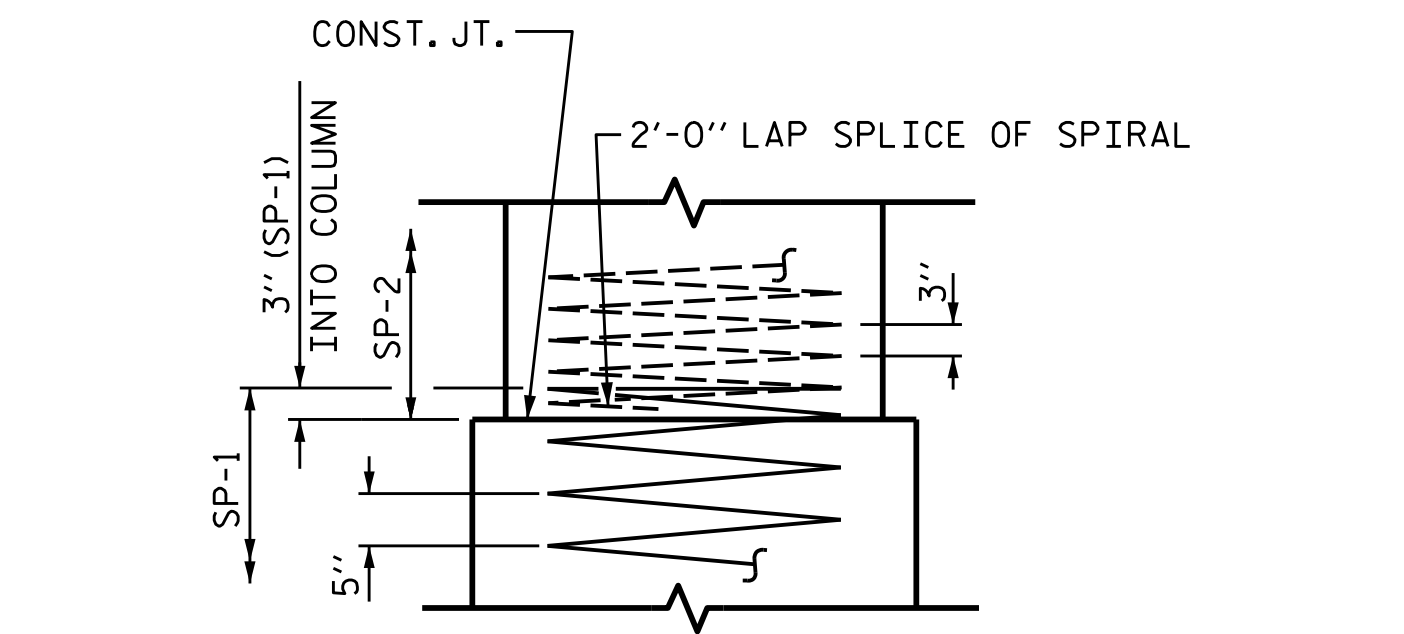 CONST. JT.
2'-0" LAP SPLICE OF SPIRAL
3" (SP-1)
INTO COLUMN
SP-2
3"
SP-1
5"